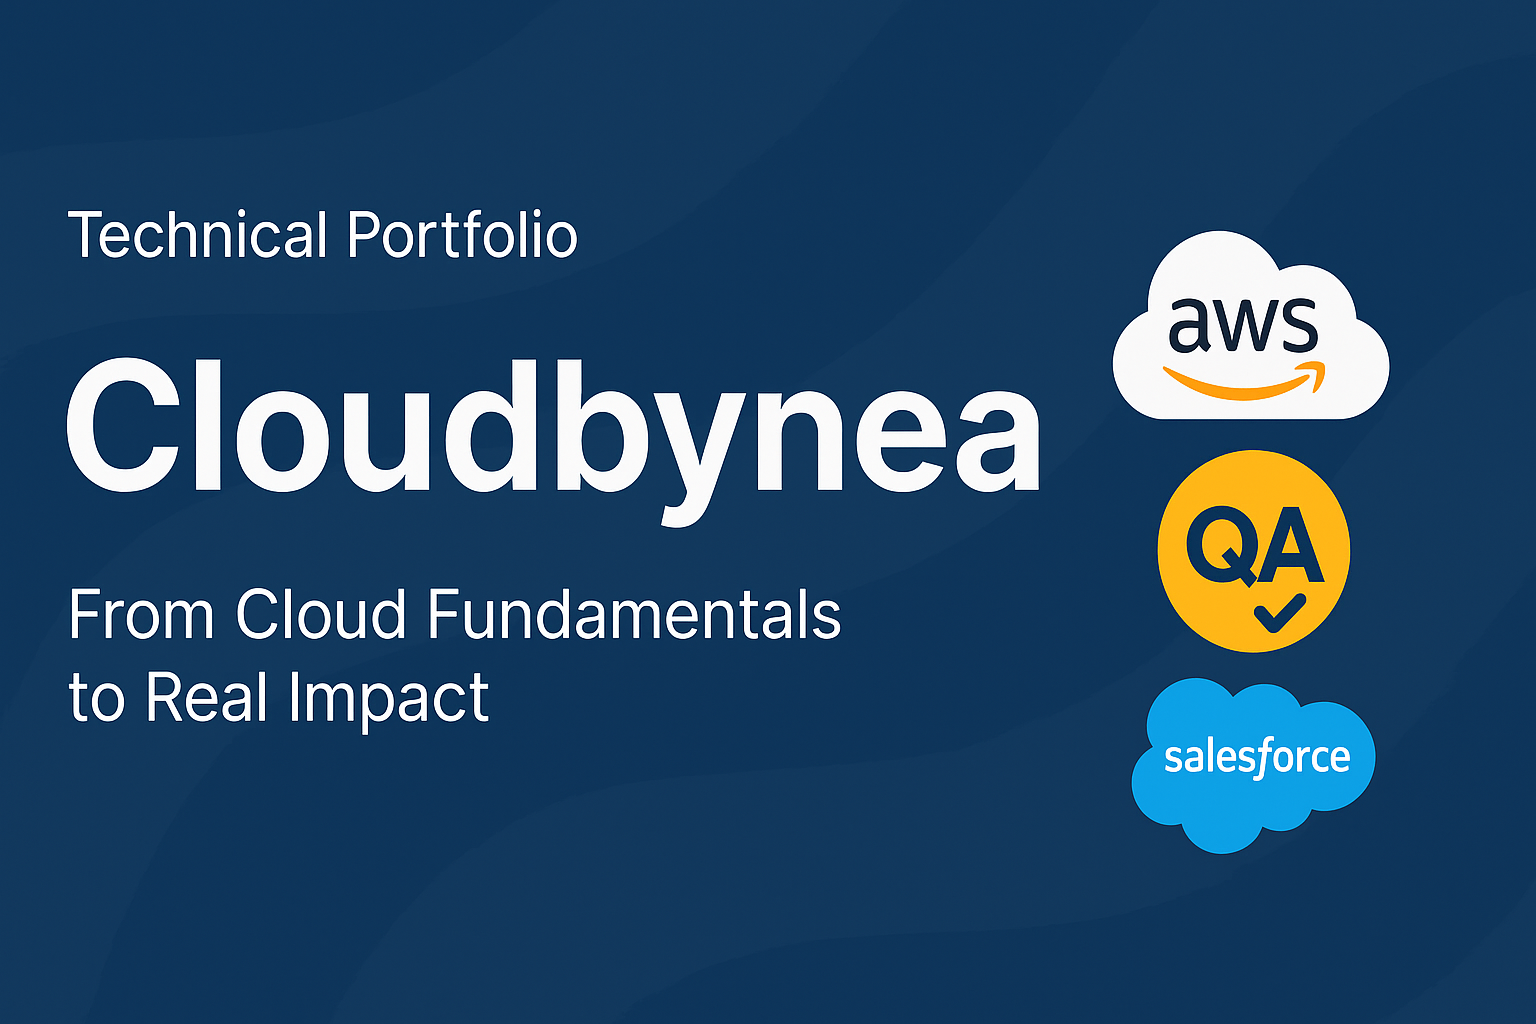 Technical Portfolio
Cloudbynea
From Cloud Fundamentals
to Real Impact
aws
QA
salesforce